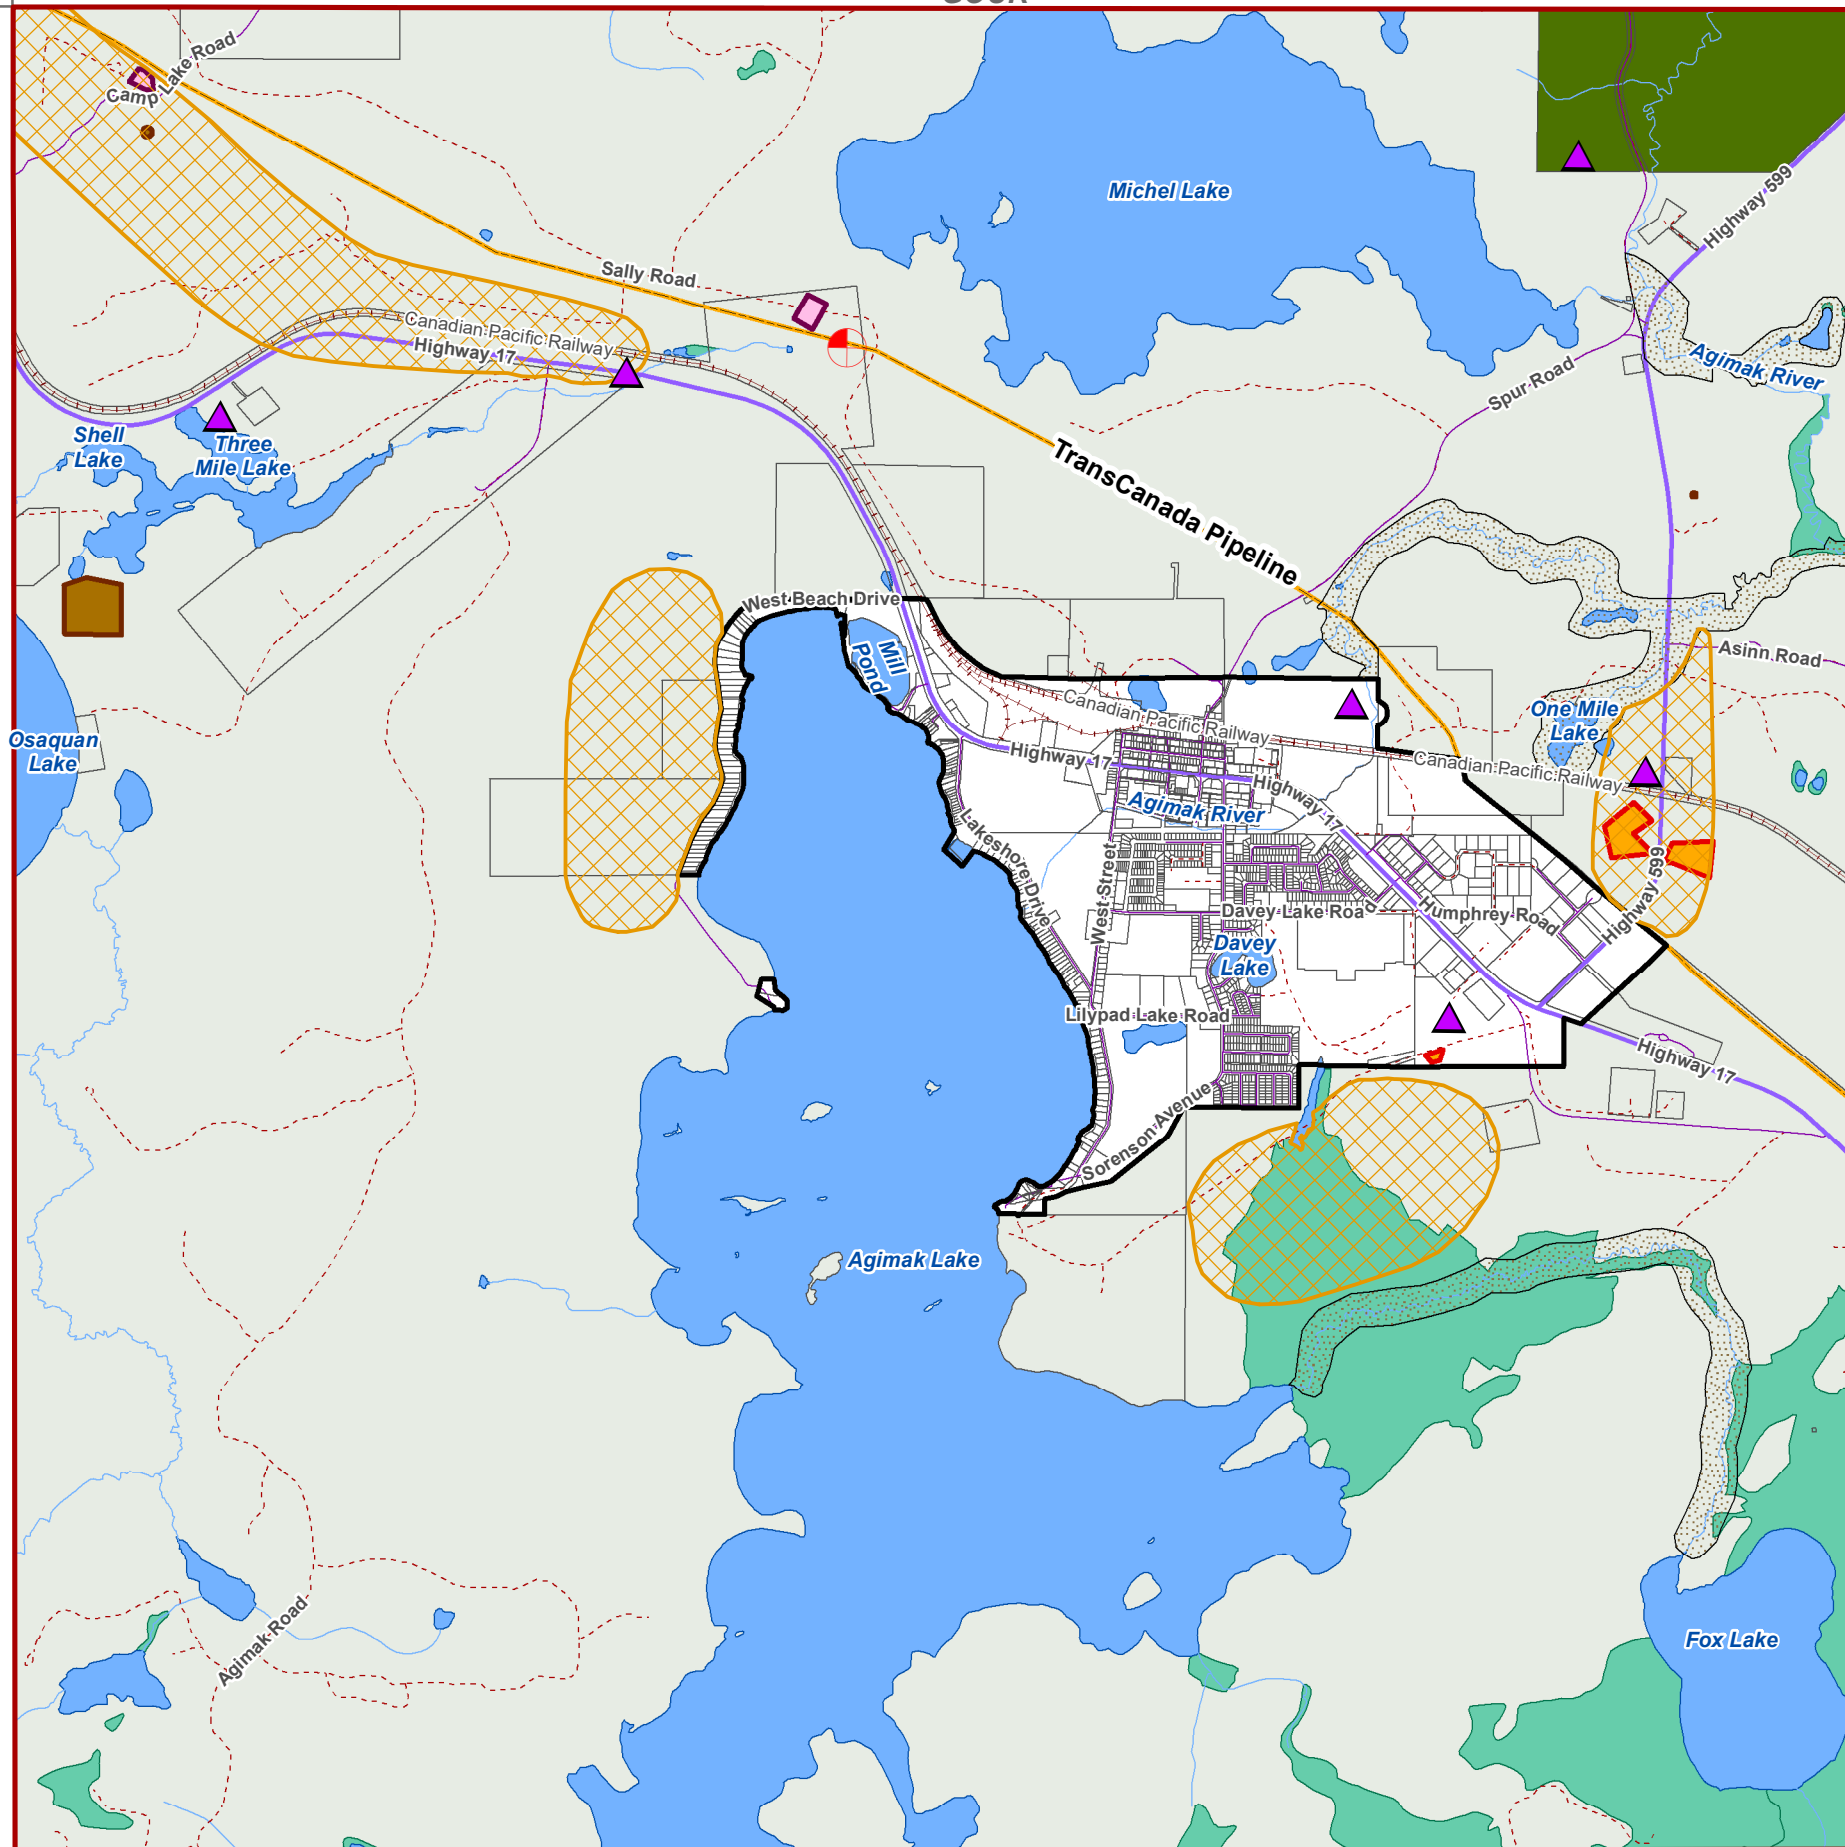 Camp Lake Road
Michel Lake
Highway 599
Sally Road
Canadian Pacific Railway
Highway 17
Agimak River
Spur Road
Shell
Lake
Three
Mile Lake
TransCanada Pipeline
West Beach Drive
Mill
Pond
Asinn Road
Canadian Pacific Railway
One Mile
Lake
Osaquan
Lake
Highway 17
Canadian Pacific Railway
Highway 17
Agimak River
Lakeshore Drive
West Street
Highway 599
Davey Lake Road
Humphrey Road
Davey
Lake
Lilypad Lake Road
Highway 17
Sorenson Avenue
Agimak Lake
Agimak Road
Fox Lake